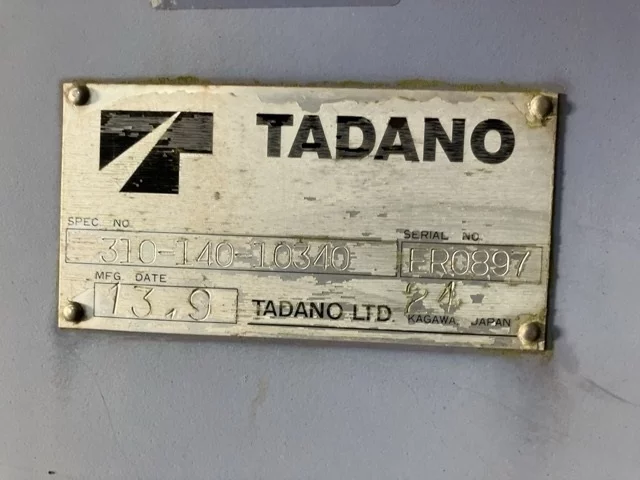 TADANO
SPEC. NO.
310-140-10340
SERIAL NO.
ER0897
MFG. DATE
13.9
TADANO LTD.
24
KAGAWA JAPAN